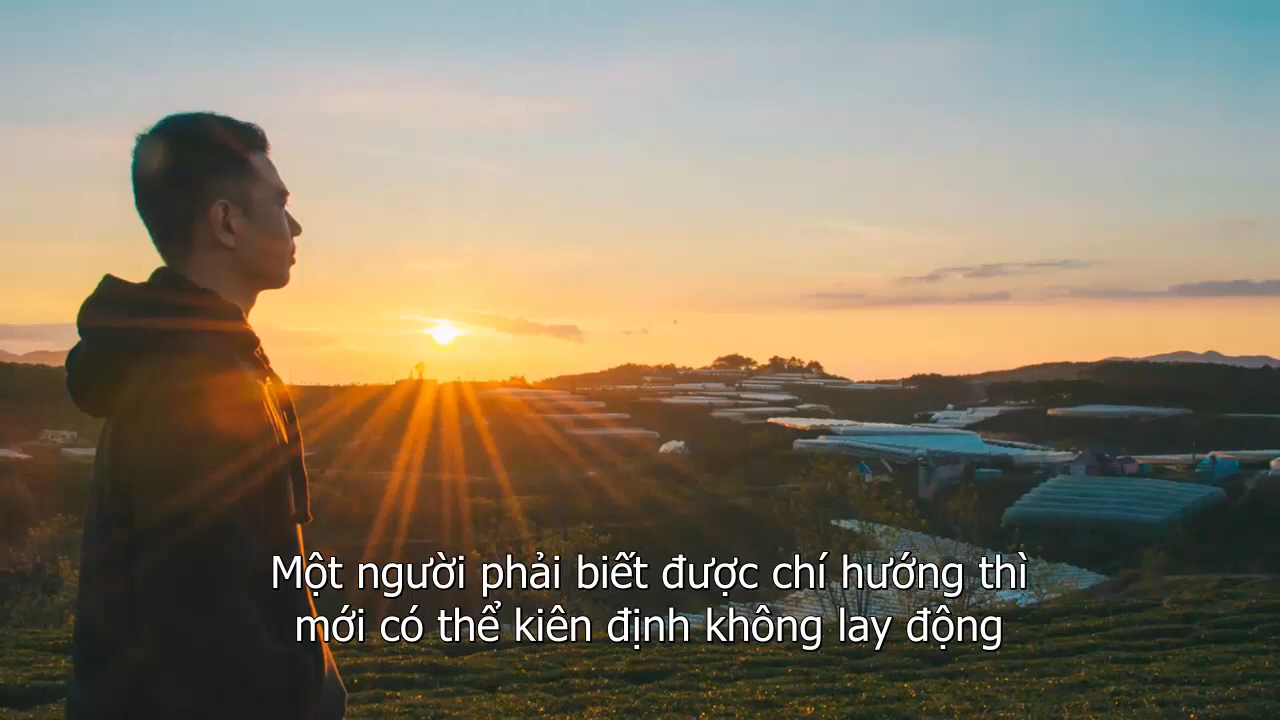 Một người phải biết được chí hướng thì
mới có thể kiên định không lay động